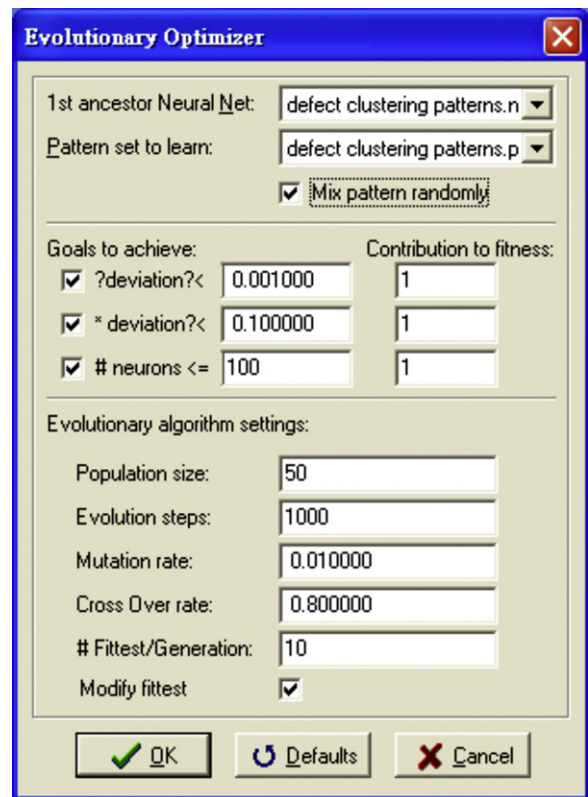 Evolutionary Optimizer
1st ancestor Neural Net: defect clustering patterns.n
Pattern set to learn: defect clustering patterns.p
Mix pattern randomly
Goals to achieve: Contribution to fitness:
?deviation?< 0.001000 1
* deviation?< 0.100000 1
# neurons <= 100 1
Evolutionary algorithm settings:
Population size: 50
Evolution steps: 1000
Mutation rate: 0.010000
Cross Over rate: 0.800000
# Fittest/Generation: 10
Modify fittest
OK Defaults Cancel